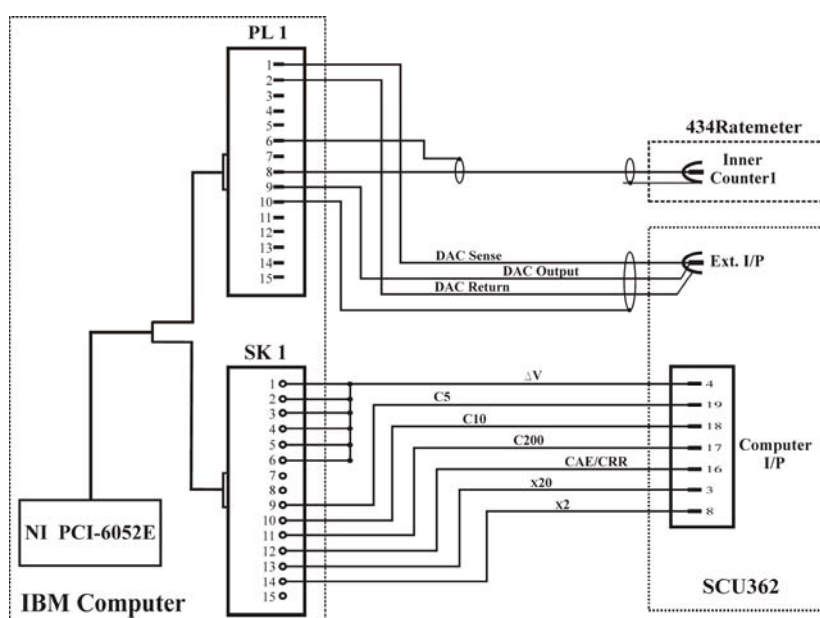 PL 1
1
2
3
4
5
6
7
8
9
10
11
12
13
14
15
434Ratemeter
Inner
Counter1
DAC Sense
DAC Output
DAC Return
Ext. I/P
SK 1
1
2
3
4
5
6
7
8
9
10
11
12
13
14
15
ΔV
C5
C10
C200
CAE/CRR
x20
x2
4
19
18
17
16
3
8
Computer
I/P
NI PCI-6052E
IBM Computer
SCU362